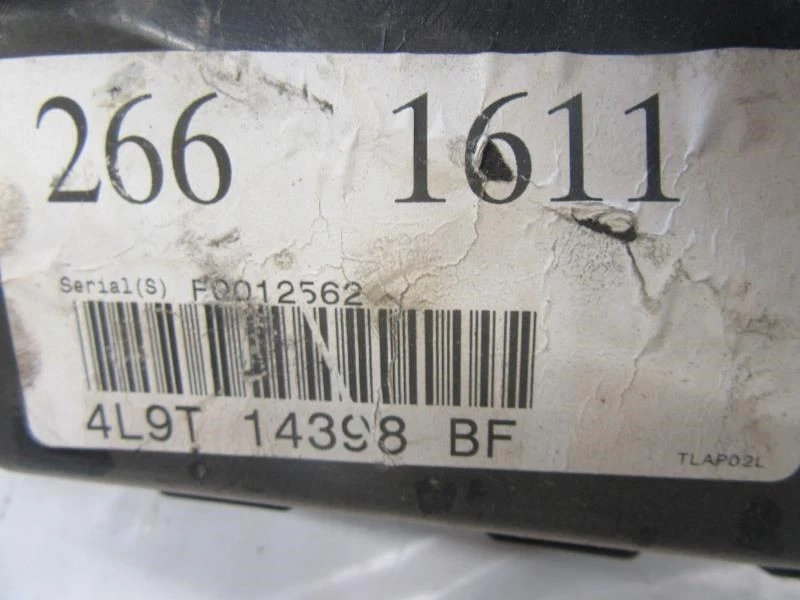 266 1611
Serial(S) F0012562
4L9T 14398 BF
TLAP02L